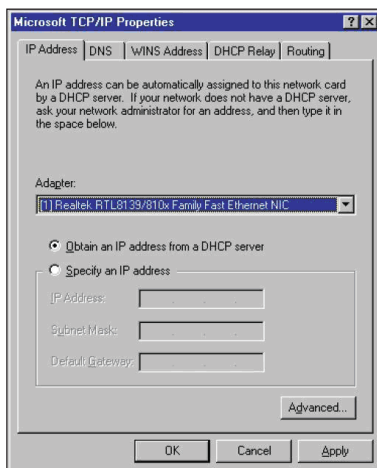 Microsoft TCP/IP Properties
IP Address DNS WINS Address DHCP Relay Routing
An IP address can be automatically assigned to this network card
by a DHCP server. If your network does not have a DHCP server,
ask your network administrator for an address, and then type it in
the space below.
Adapter:
[1] Realtek RTL8139/810x Family Fast Ethernet NIC
Obtain an IP address from a DHCP server
Specify an IP address
IP Address:
Subnet Mask:
Default Gateway:
Advanced...
OK Cancel Apply